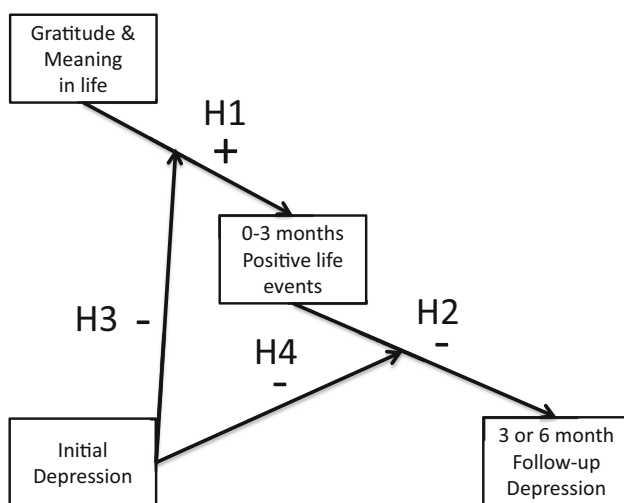 Gratitude &
Meaning
in life
H1
+
0-3 months
Positive life
events
H3 -
H4
-
H2
-
Initial
Depression
3 or 6 month
Follow-up
Depression